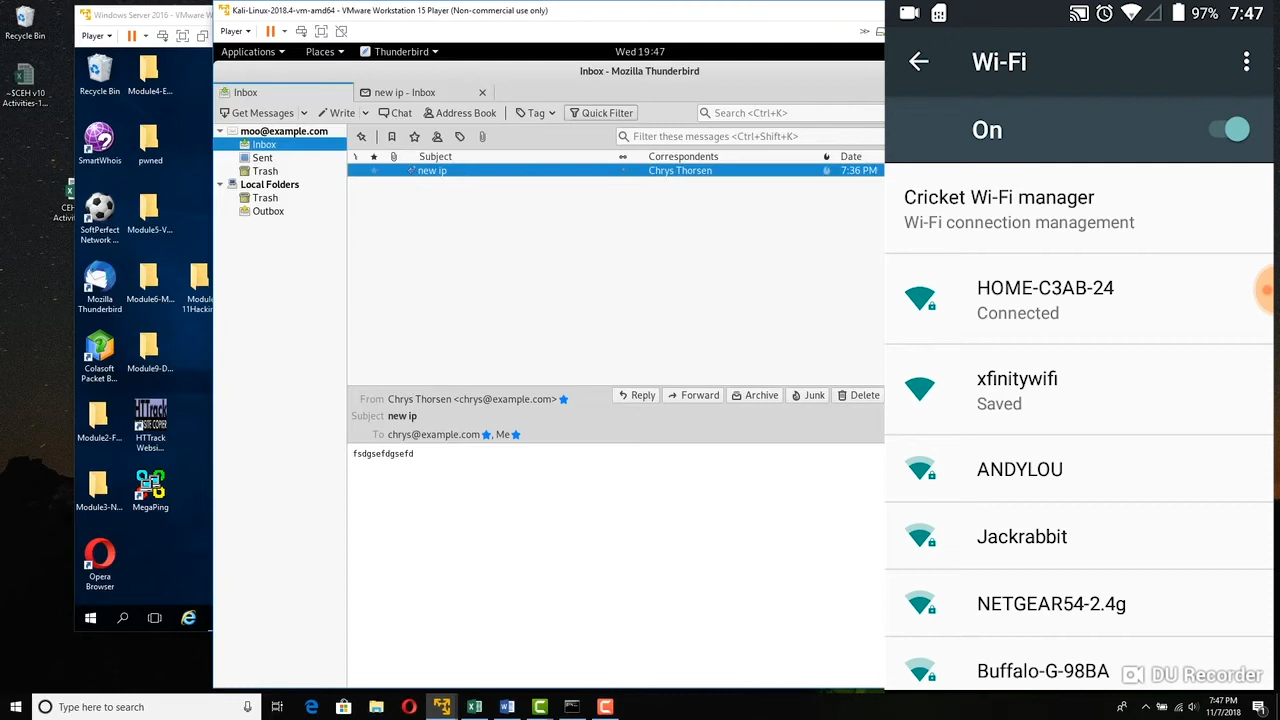 Recycle Bin
~$CEH v10
Activities-1...
CEH
Activit
Windows Server 2016 - VMware W
Player
Recycle Bin
Module4-E...
SmartWhois
pwned
SoftPerfect
Network ...
Module5-V...
Mozilla
Thunderbird
Module6-M...
Module
11Hackin
Colasoft
Packet B...
Module9-D...
Module2-F...
HTTrack
Websi...
Module3-N...
MegaPing
Opera
Browser
Kali-Linux-2018.4-vm-amd64 - VMware Workstation 15 Player (Non-commercial use only)
Player
Applications Places Thunderbird Wed 19:47
Inbox - Mozilla Thunderbird
Inbox new ip - Inbox
Get Messages Write Chat Address Book Tag Quick Filter Search <Ctrl+K>
moo@example.com
Inbox
Sent
Trash
Local Folders
Trash
Outbox
Filter these messages <Ctrl+Shift+K>
Subject Correspondents Date
new ip Chrys Thorsen 7:36 PM
From Chrys Thorsen <chrys@example.com> Reply Forward Archive Junk Delete
Subject new ip
To chrys@example.com, Me
fsdgsefdgsefd
97% 7:47
Wi-Fi
On
Cricket Wi-Fi manager
Wi-Fi connection management
HOME-C3AB-24
Connected
xfinitywifi
Saved
ANDYLOU
Jackrabbit
NETGEAR54-2.4g
Buffalo-G-98BA
DU Recorder
Type here to search
7:47 PM
11/7/2018